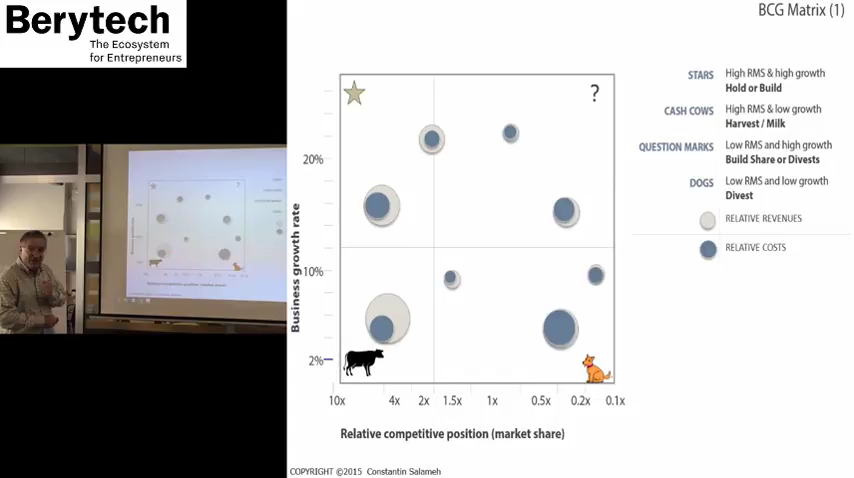 Berytech
The Ecosystem
for Entrepreneurs
BCG Matrix (1)
?
20%
10%
2%
Business growth rate
10x 4x 2x 1.5x 1x 0.5x 0.2x 0.1x
Relative competitive position (market share)
STARS High RMS & high growth
Hold or Build
CASH COWS High RMS & low growth
Harvest / Milk
QUESTION MARKS Low RMS and high growth
Build Share or Divests
DOGS Low RMS and low growth
Divest
RELATIVE REVENUES
RELATIVE COSTS
COPYRIGHT ©2015 Constantin Salameh